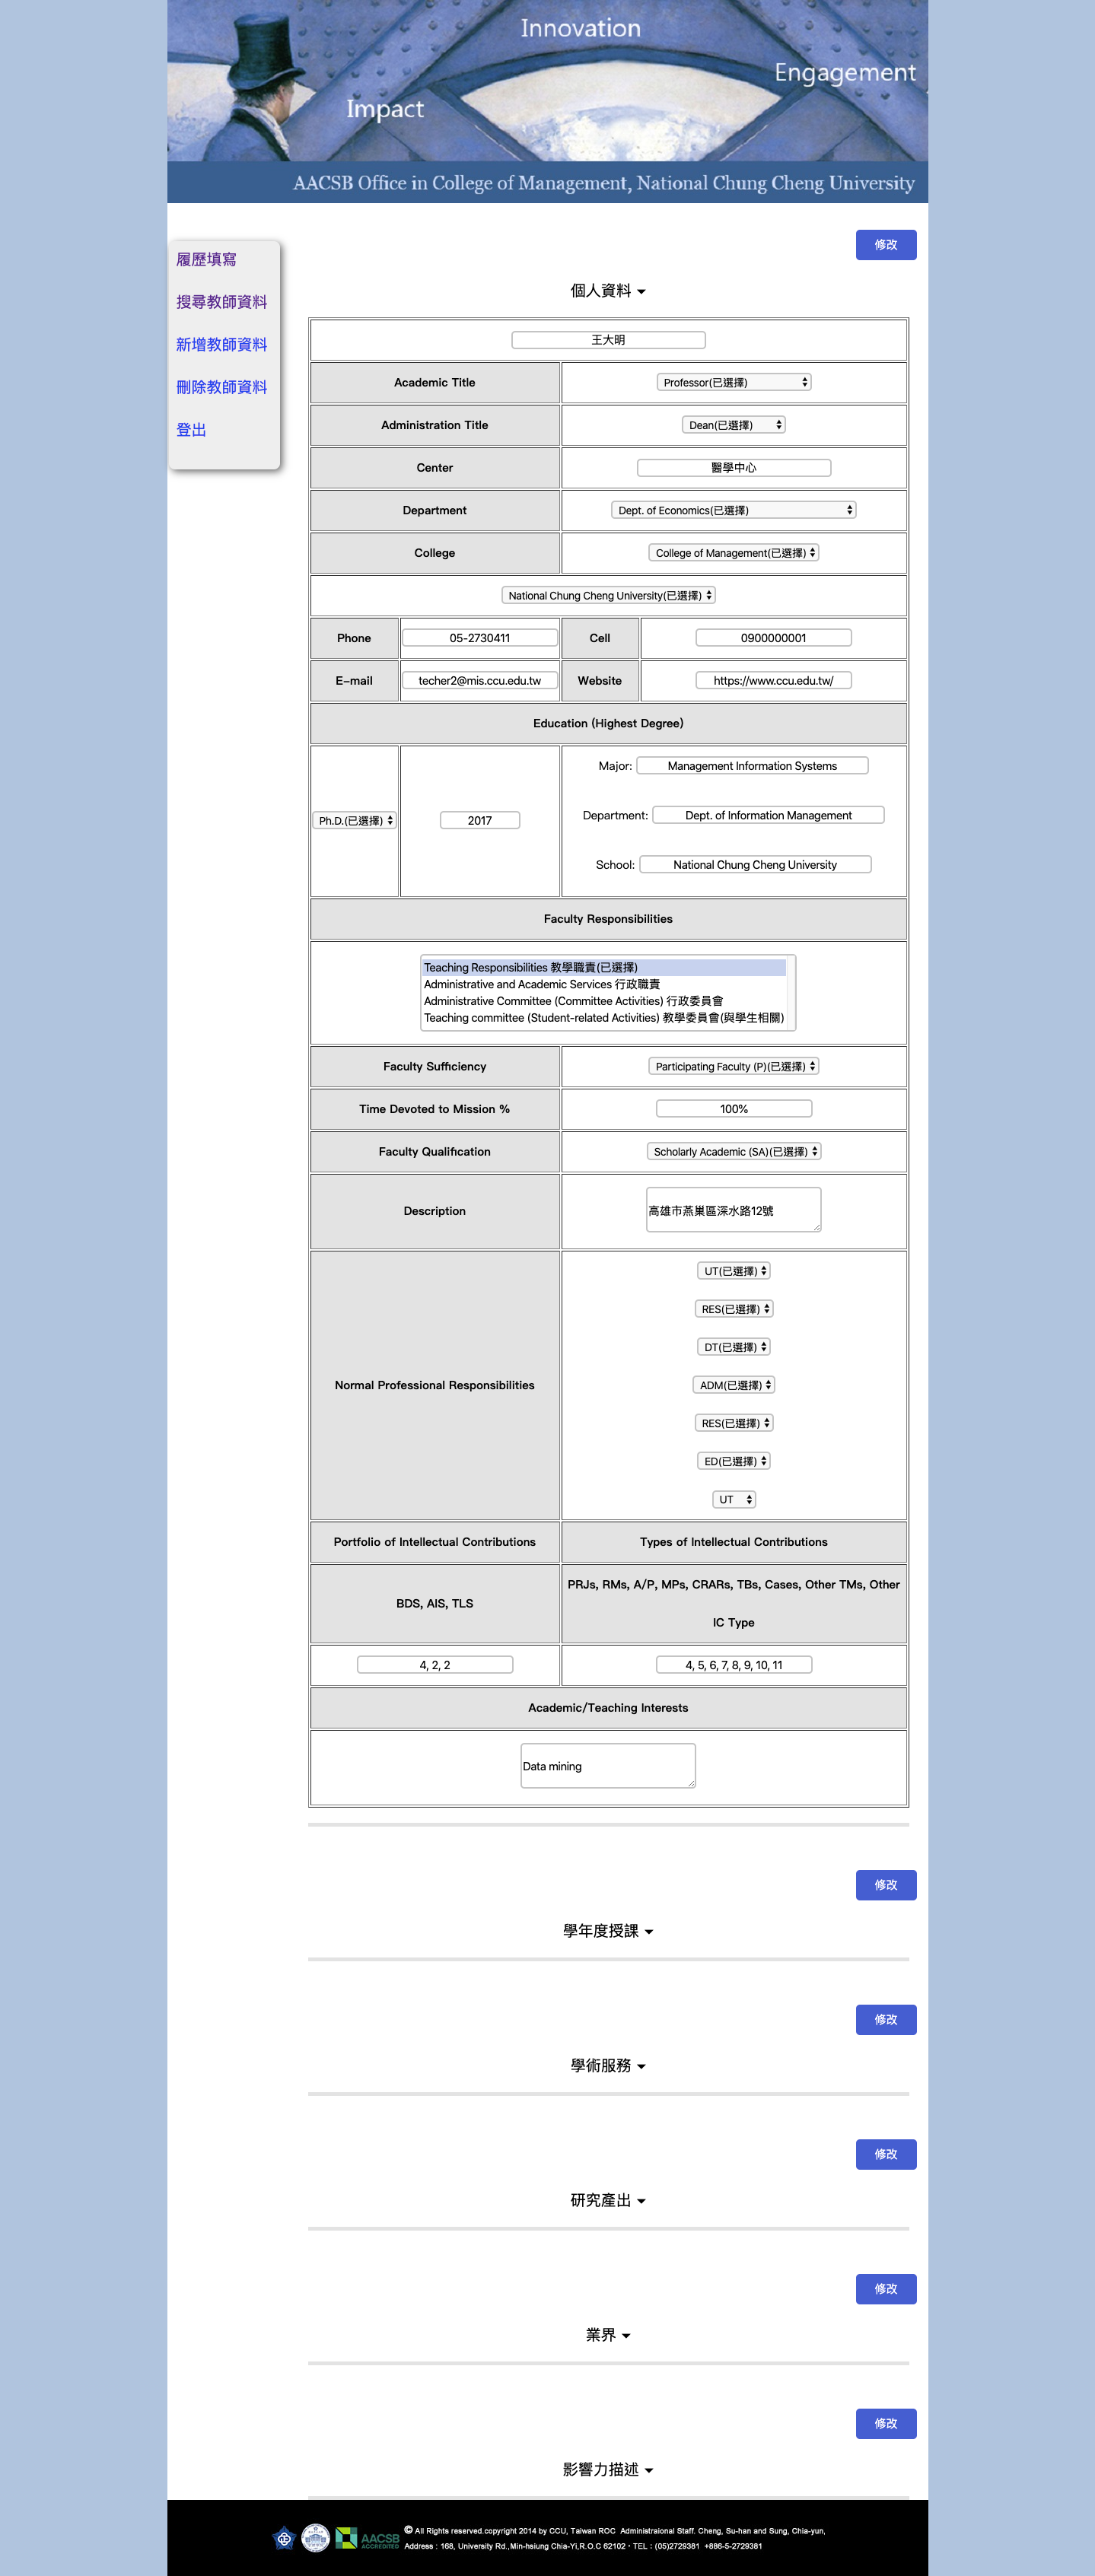 Innovation
Engagement
Impact
AACSB Office in College of Management, National Chung Cheng University
履歷填寫
搜尋教師資料
新增教師資料
刪除教師資料
登出
修改
個人資料
王大明
Academic Title Professor(已選擇)
Administration Title Dean(已選擇)
Center 醫學中心
Department Dept. of Economics(已選擇)
College College of Management(已選擇)
National Chung Cheng University(已選擇)
Phone 05-2730411 Cell 0900000001
E-mail techer2@mis.ccu.edu.tw Website https://www.ccu.edu.tw/
Education (Highest Degree)
Major: Management Information Systems
Ph.D.(已選擇) 2017 Department: Dept. of Information Management
School: National Chung Cheng University
Faculty Responsibilities
Teaching Responsibilities 教學職責(已選擇)
Administrative and Academic Services 行政職責
Administrative Committee (Committee Activities) 行政委員會
Teaching committee (Student-related Activities) 教學委員會(與學生相關)
Faculty Sufficiency Participating Faculty (P)(已選擇)
Time Devoted to Mission % 100%
Faculty Qualification Scholarly Academic (SA)(已選擇)
Description 高雄市燕巢區深水路12號
UT(已選擇)
RES(已選擇)
DT(已選擇)
Normal Professional Responsibilities ADM(已選擇)
RES(已選擇)
ED(已選擇)
UT
Portfolio of Intellectual Contributions Types of Intellectual Contributions
BDS, AIS, TLS PRJs, RMs, A/P, MPs, CRARs, TBs, Cases, Other TMs, Other
IC Type
4, 2, 2 4, 5, 6, 7, 8, 9, 10, 11
Academic/Teaching Interests
Data mining
修改
學年度授課
修改
學術服務
修改
研究產出
修改
業界
修改
影響力描述
AACSB ACCREDITED
© All Rights reserved.copyright 2014 by CCU, Taiwan ROC Administraional Staff. Cheng, Su-han and Sung, Chia-yun,
Address : 168, University Rd.,Min-hsiung Chia-Yi,R.O.C 62102・TEL : (05)2729381 +886-5-2729381